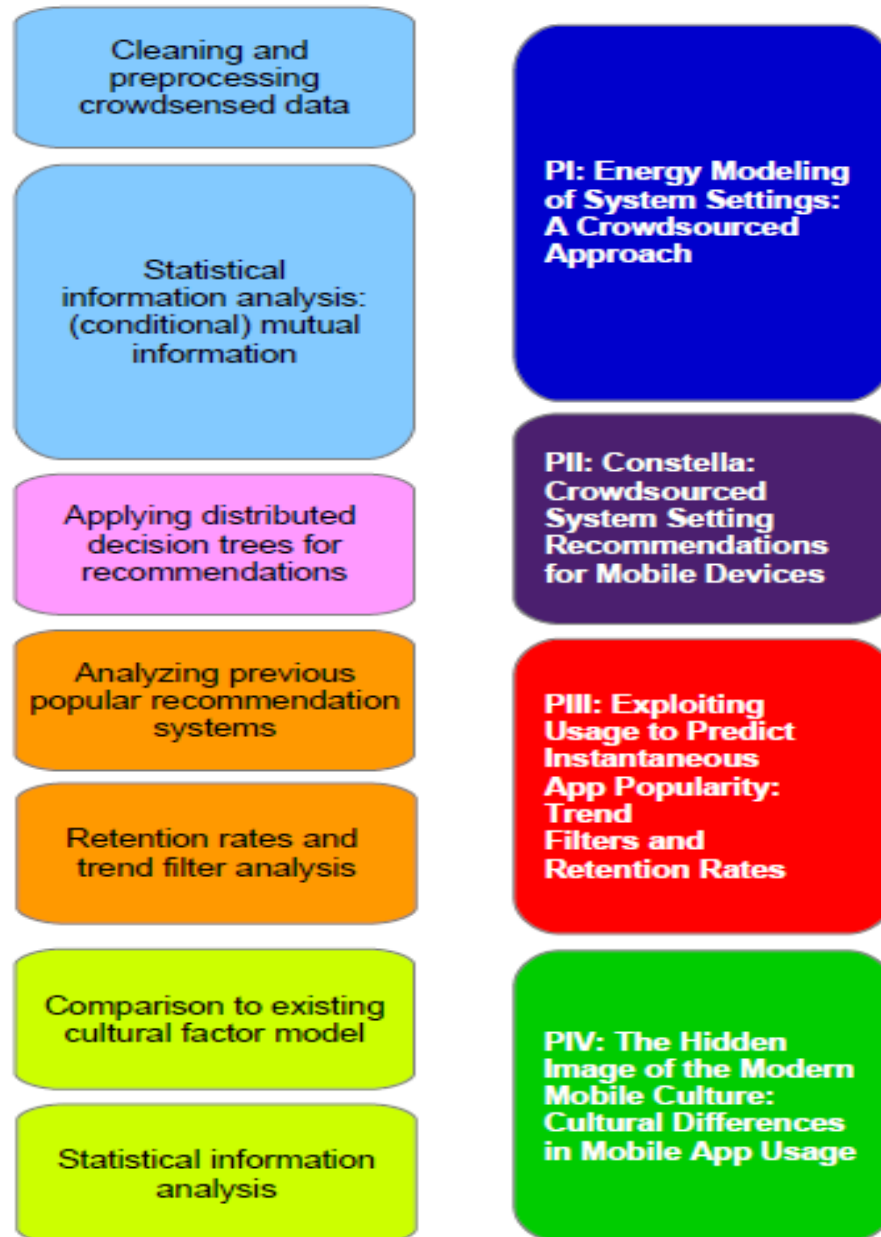 Cleaning and
preprocessing
crowdsensed data
Statistical
information analysis:
(conditional) mutual
information
Applying distributed
decision trees for
recommendations
Analyzing previous
popular recommendation
systems
Retention rates and
trend filter analysis
Comparison to existing
cultural factor model
Statistical information
analysis
PI: Energy Modeling
of System Settings:
A Crowdsourced
Approach
PII: Constella:
Crowdsourced
System Setting
Recommendations
for Mobile Devices
PIII: Exploiting
Usage to Predict
Instantaneous
App Popularity:
Trend
Filters and
Retention Rates
PIV: The Hidden
Image of the Modern
Mobile Culture:
Cultural Differences
in Mobile App Usage